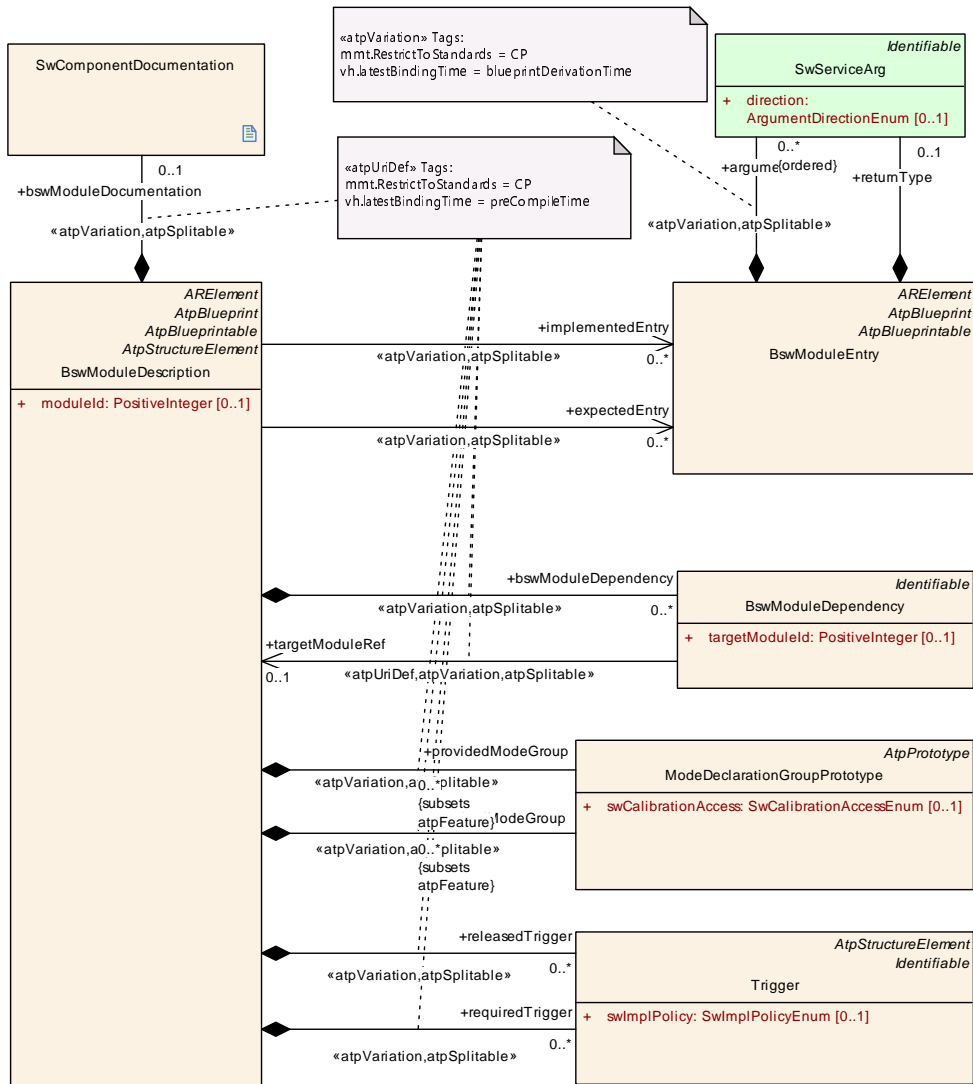 «atpVariation» Tags:
mmt.RestrictToStandards = CP
vh.latestBindingTime = blueprintDerivationTime
SwComponentDocumentation
Identifiable
SwServiceArg
+ direction:
ArgumentDirectionEnum [0..1]
«atpUriDef» Tags:
mmt.RestrictToStandards = CP
vh.latestBindingTime = preCompileTime
0..1
+bswModuleDocumentation
«atpVariation,atpSplitable»
0..*
{ordered}
+argume
0..1
+returnType
«atpVariation,atpSplitable»
ARElement
AtpBlueprint
AtpBlueprintable
AtpStructureElement
BswModuleDescription
+ moduleId: PositiveInteger [0..1]
ARElement
AtpBlueprint
AtpBlueprintable
BswModuleEntry
+implementedEntry
«atpVariation,atpSplitable»
0..*
+expectedEntry
«atpVariation,atpSplitable»
0..*
+bswModuleDependency
«atpVariation,atpSplitable»
0..*
Identifiable
BswModuleDependency
+ targetModuleId: PositiveInteger [0..1]
+targetModuleRef
0..1
«atpUriDef,atpVariation,atpSplitable»
+providedModeGroup
«atpVariation,a
plitable»
0..*
{subsets
atpFeature}
AtpPrototype
ModeDeclarationGroupPrototype
+ swCalibrationAccess: SwCalibrationAccessEnum [0..1]
lodeGroup
«atpVariation,a
plitable»
0..*
{subsets
atpFeature}
+releasedTrigger
«atpVariation,atpSplitable»
0..*
AtpStructureElement
Identifiable
Trigger
+ swImplPolicy: SwImplPolicyEnum [0..1]
+requiredTrigger
«atpVariation,atpSplitable»
0..*